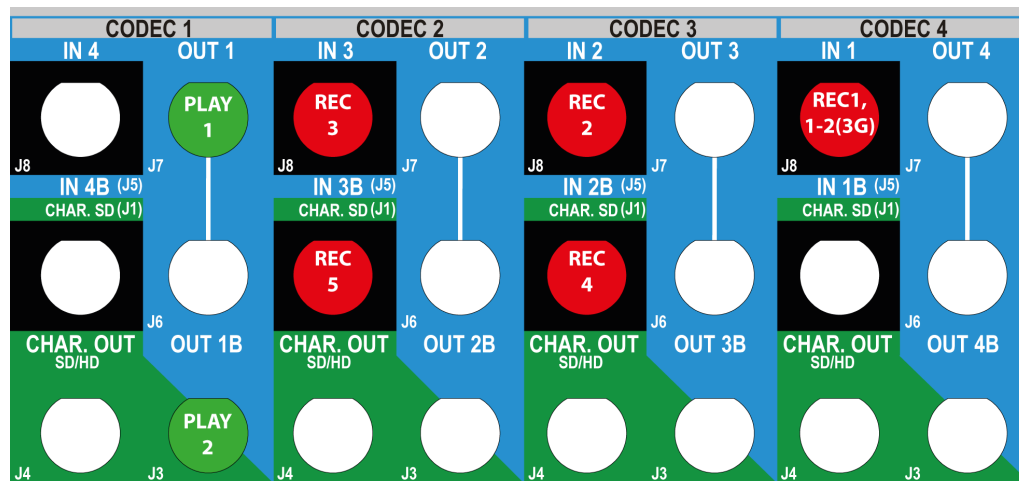 CODEC 1 CODEC 2 CODEC 3 CODEC 4
IN 4 OUT 1 IN 3 OUT 2 IN 2 OUT 3 IN 1 OUT 4
PLAY REC REC REC1,
1 3 2 1-2(3G)
J8 J7 J8 J7 J8 J7 J8 J7
IN 4B (J5) IN 3B (J5) IN 2B (J5) IN 1B (J5)
CHAR. SD (J1) CHAR. SD (J1) CHAR. SD (J1) CHAR. SD (J1)
REC REC
5 4
J6 J6 J6 J6
CHAR. OUT OUT 1B CHAR. OUT OUT 2B CHAR. OUT OUT 3B CHAR. OUT OUT 4B
SD/HD SD/HD SD/HD SD/HD
PLAY
2
J4 J3 J4 J3 J4 J3 J4 J3